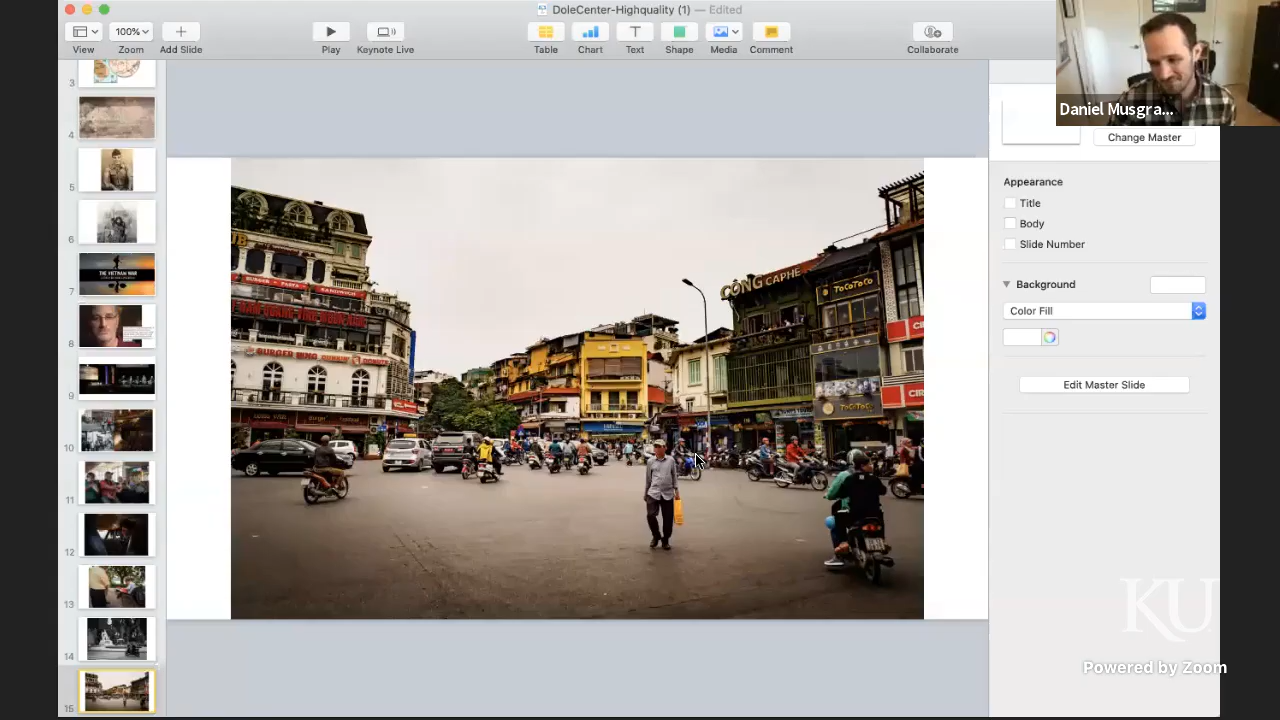 DoleCenter-Highquality (1) — Edited
100%
View
Zoom
Add Slide
Play
Keynote Live
Table
Chart
Text
Shape
Media
Comment
Collaborate
Daniel Musgra...
Change Master
Appearance
Title
Body
Slide Number
Background
Color Fill
Edit Master Slide
3
4
5
6
7
THE VIETNAM WAR
8
9
10
11
12
13
14
15
CỘNG CAPHÊ
ToCoToCo
BURGER KING DUNKIN' DONUTS
ToCoToCo
KU
Powered by Zoom